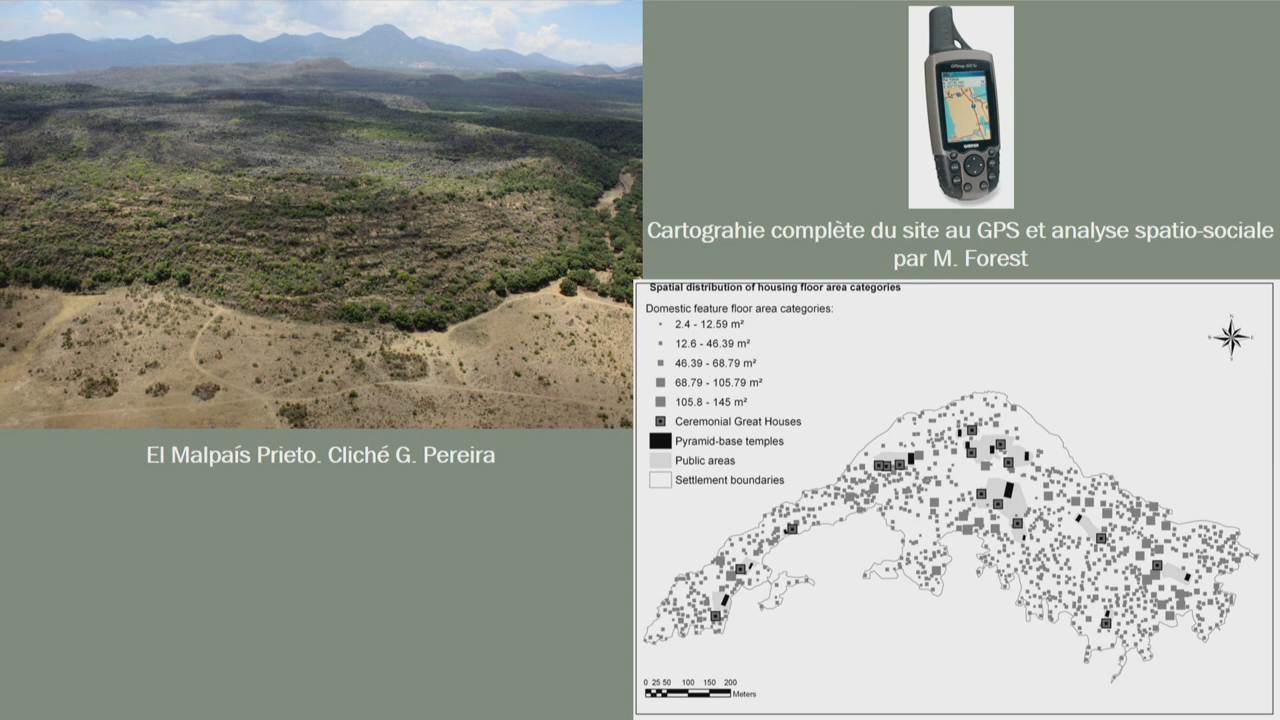 El Malpaís Prieto. Cliché G. Pereira
GARMIN
Cartograhie complète du site au GPS et analyse spatio-sociale
par M. Forest
Spatial distribution of housing floor area categories
Domestic feature floor area categories:
2.4 - 12.59 m²
12.6 - 46.39 m²
46.39 - 68.79 m²
68.79 - 105.79 m²
105.8 - 145 m²
Ceremonial Great Houses
Pyramid-base temples
Public areas
Settlement boundaries
N
W E
S
0 25 50 100 150 200
Meters